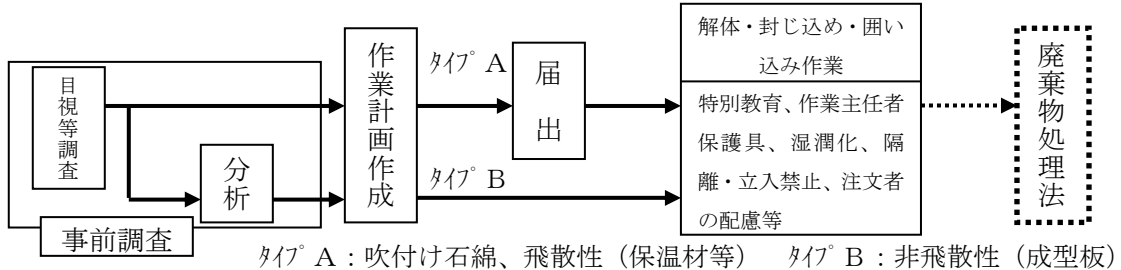 目視等調査
分析
事前調査
作業計画作成
ﾀｲﾌﾟ A
ﾀｲﾌﾟ B
届出
解体・封じ込め・囲い
込み作業
特別教育、作業主任者
保護具、湿潤化、隔
離・立入禁止、注文者
の配慮等
廃棄物処理法
ﾀｲﾌﾟ A：吹付け石綿、飛散性（保温材等） ﾀｲﾌﾟ B：非飛散性（成型板）